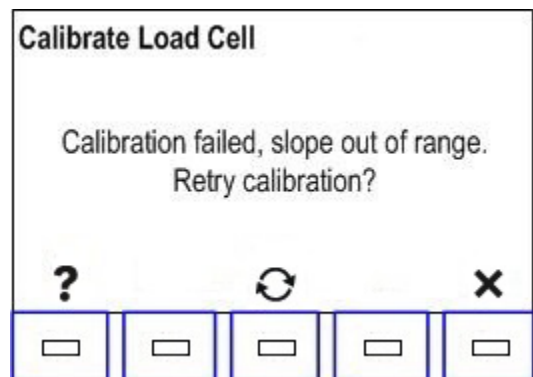 Calibrate Load Cell
Calibration failed, slope out of range.
Retry calibration?
?